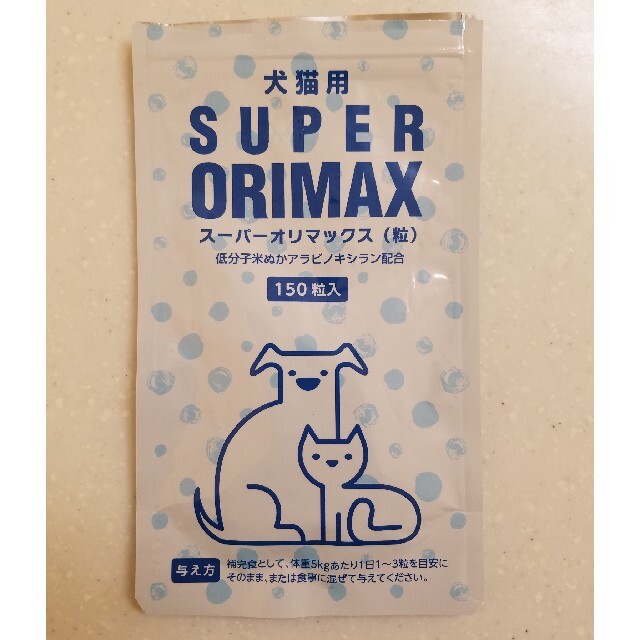 犬猫用
SUPER
ORIMAX
スーパーオリマックス（粒）
低分子米ぬかアラビノキシラン配合
150粒入
与え方
補完食として、体重5kgあたり1日1～3粒を目安に
そのまま、または食事に混ぜて与えてください。